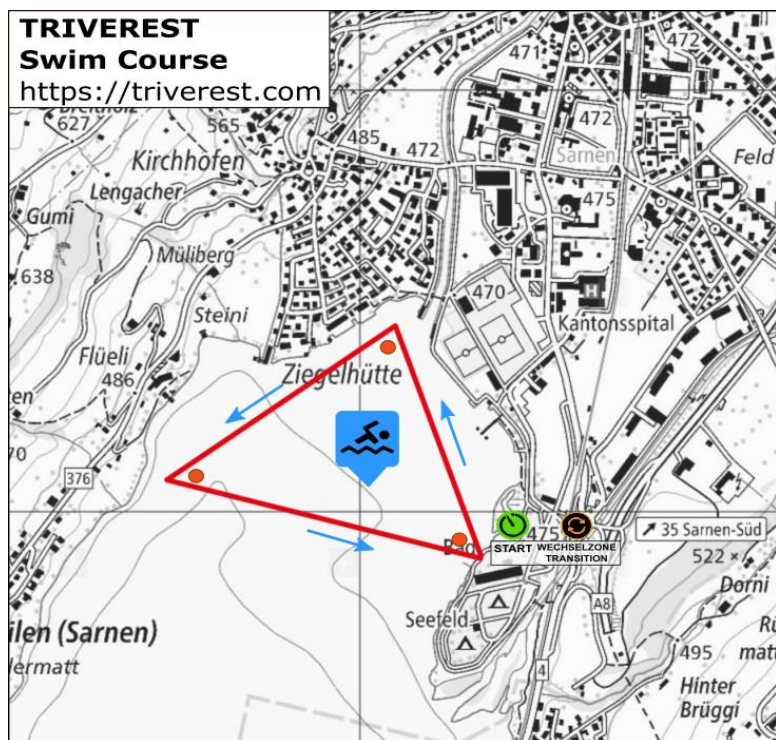 TRIVEREST
Swim Course
https://triverest.com
471
472
627
565
485
472
472
Kirchhofen
Sarnen
Feld
Lengacher
475
Gumi
Müliberg
638
470
H
Steini
Kantonsspital
Flüeli
486
Ziegelhütte
376
475
35 Sarnen-Süd
START
WECHSELZONE
TRANSITION
522
Dorni
Seefeld
A8
ilen (Sarnen)
495
4
Hinter
Brüggi